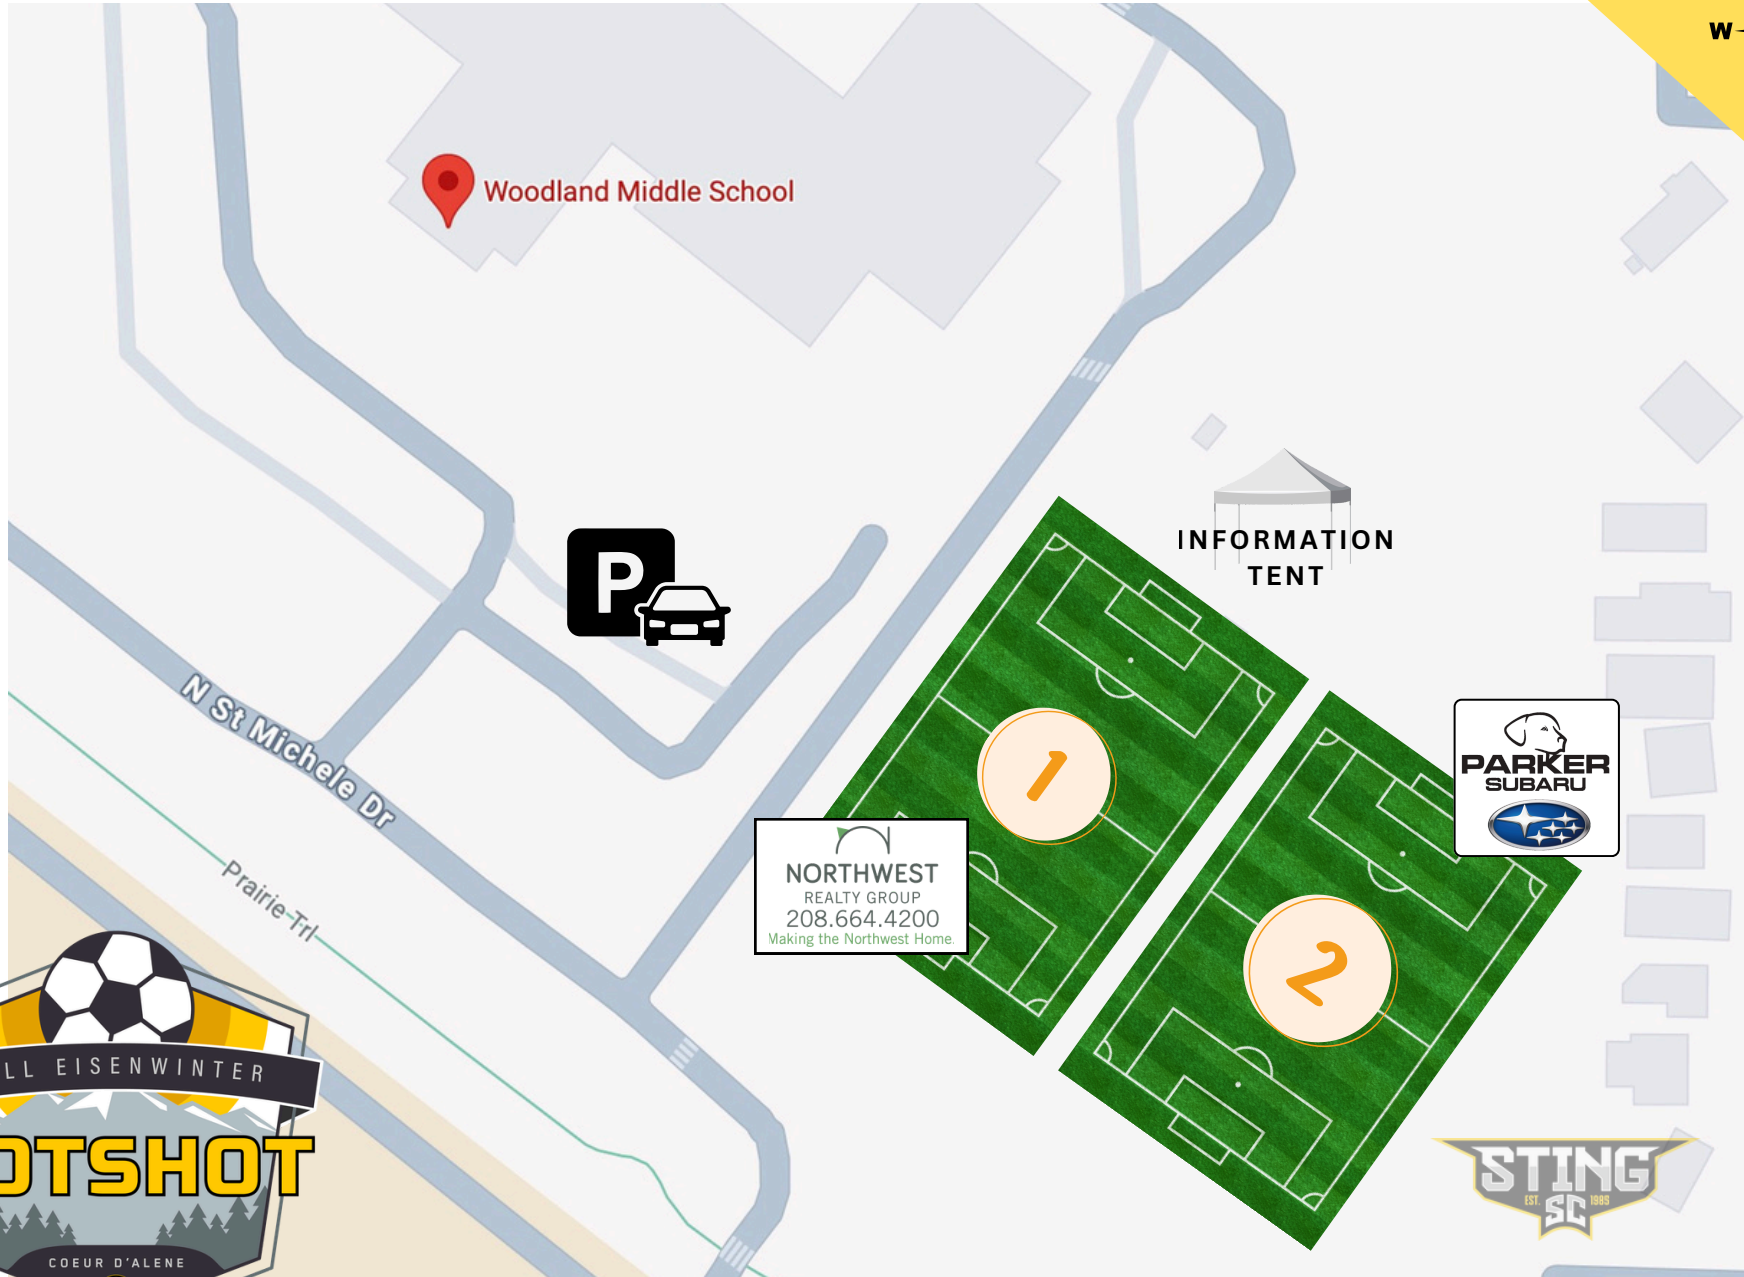 W
Woodland Middle School
P
INFORMATION
TENT
N St Michele Dr
1
PARKER
SUBARU
NORTHWEST
REALTY GROUP
208.664.4200
Making the Northwest Home.
Prairie Trl
2
LL EISENWINTER
OTSHOT
COEUR D'ALENE
STING
EST. SC 1985